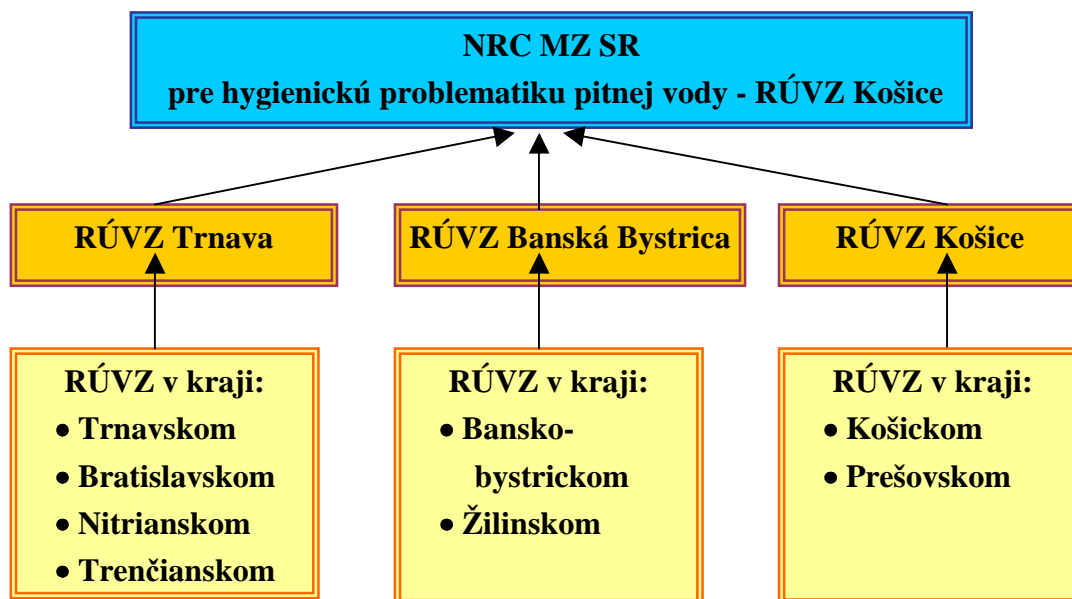 NRC MZ SR
pre hygienickú problematiku pitnej vody - RÚVZ Košice
RÚVZ Trnava
RÚVZ Banská Bystrica
RÚVZ Košice
RÚVZ v kraji:
• Trnavskom
• Bratislavskom
• Nitrianskom
• Trenčianskom
RÚVZ v kraji:
• Bansko-
bystrickom
• Žilinskom
RÚVZ v kraji:
• Košickom
• Prešovskom